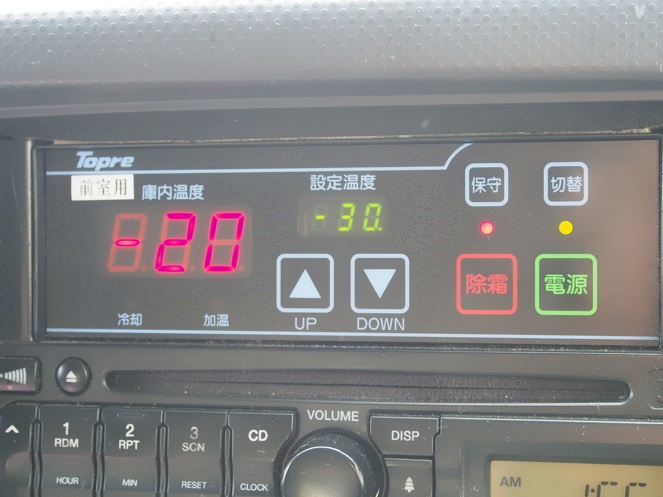 Topre
前室用 庫内温度 設定温度 保守 切替
-20 -30.
除霜 電源
冷却 加温 UP DOWN
VOLUME
1 RDM 2 RPT 3 SCN CD DISP
HOUR MIN RESET CLOCK
AM